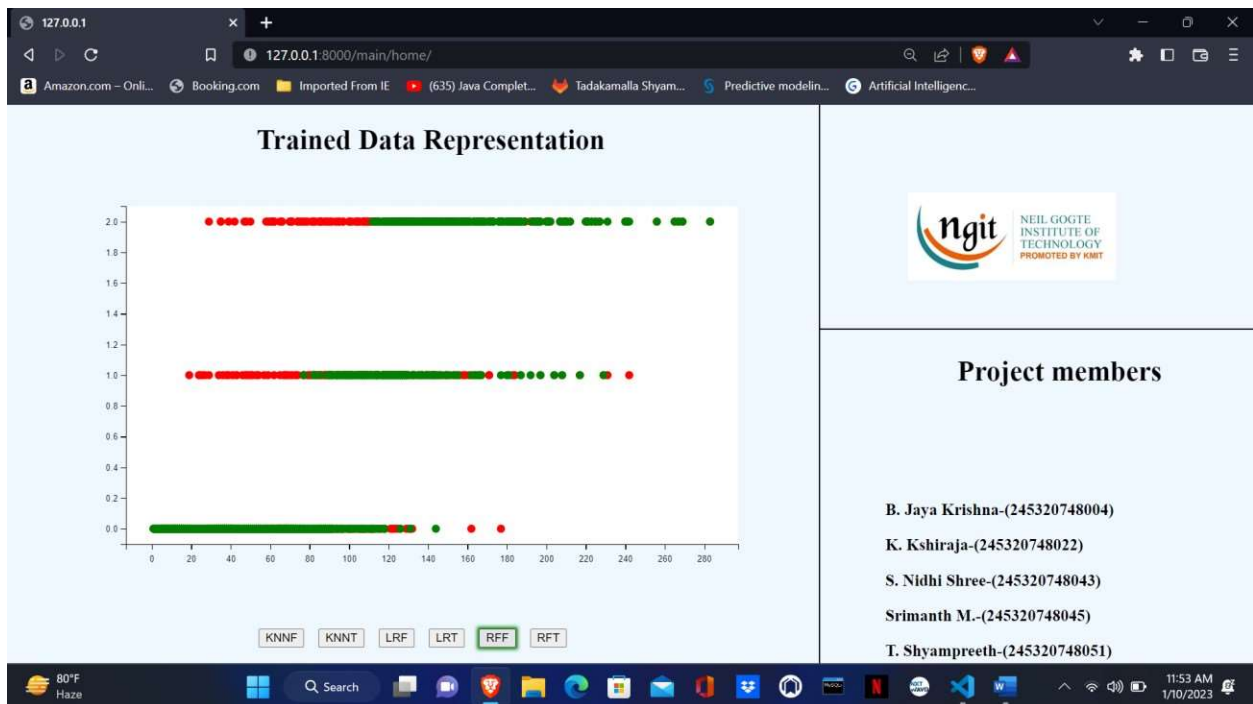 127.0.0.1
127.0.0.1:8000/main/home/
Amazon.com – Onli... Booking.com Imported From IE (635) Java Complet... Tadakamalla Shyam... Predictive modelin... Artificial Intelligenc...
Trained Data Representation
2.0
1.8
1.6
1.4
1.2
1.0
0.8
0.6
0.4
0.2
0.0
0 20 40 60 80 100 120 140 160 180 200 220 240 260 280
KNNF KNNT LRF LRT RFF RFT
ngit
NEIL GOGTE
INSTITUTE OF
TECHNOLOGY
PROMOTED BY KMIT
Project members
B. Jaya Krishna-(245320748004)
K. Kshiraja-(245320748022)
S. Nidhi Shree-(245320748043)
Srimanth M.-(245320748045)
T. Shyampreeth-(245320748051)
80°F
Haze
Search
11:53 AM
1/10/2023